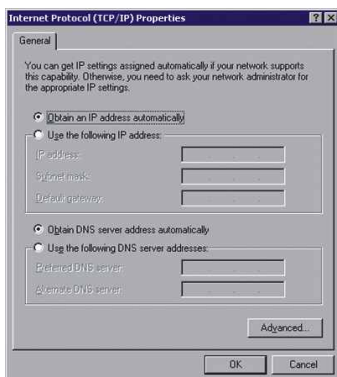 Internet Protocol (TCP/IP) Properties
General
You can get IP settings assigned automatically if your network supports
this capability. Otherwise, you need to ask your network administrator for
the appropriate IP settings.
Obtain an IP address automatically
Use the following IP address:
IP address:
Subnet mask:
Default gateway:
Obtain DNS server address automatically
Use the following DNS server addresses:
Preferred DNS server:
Alternate DNS server:
Advanced...
OK
Cancel